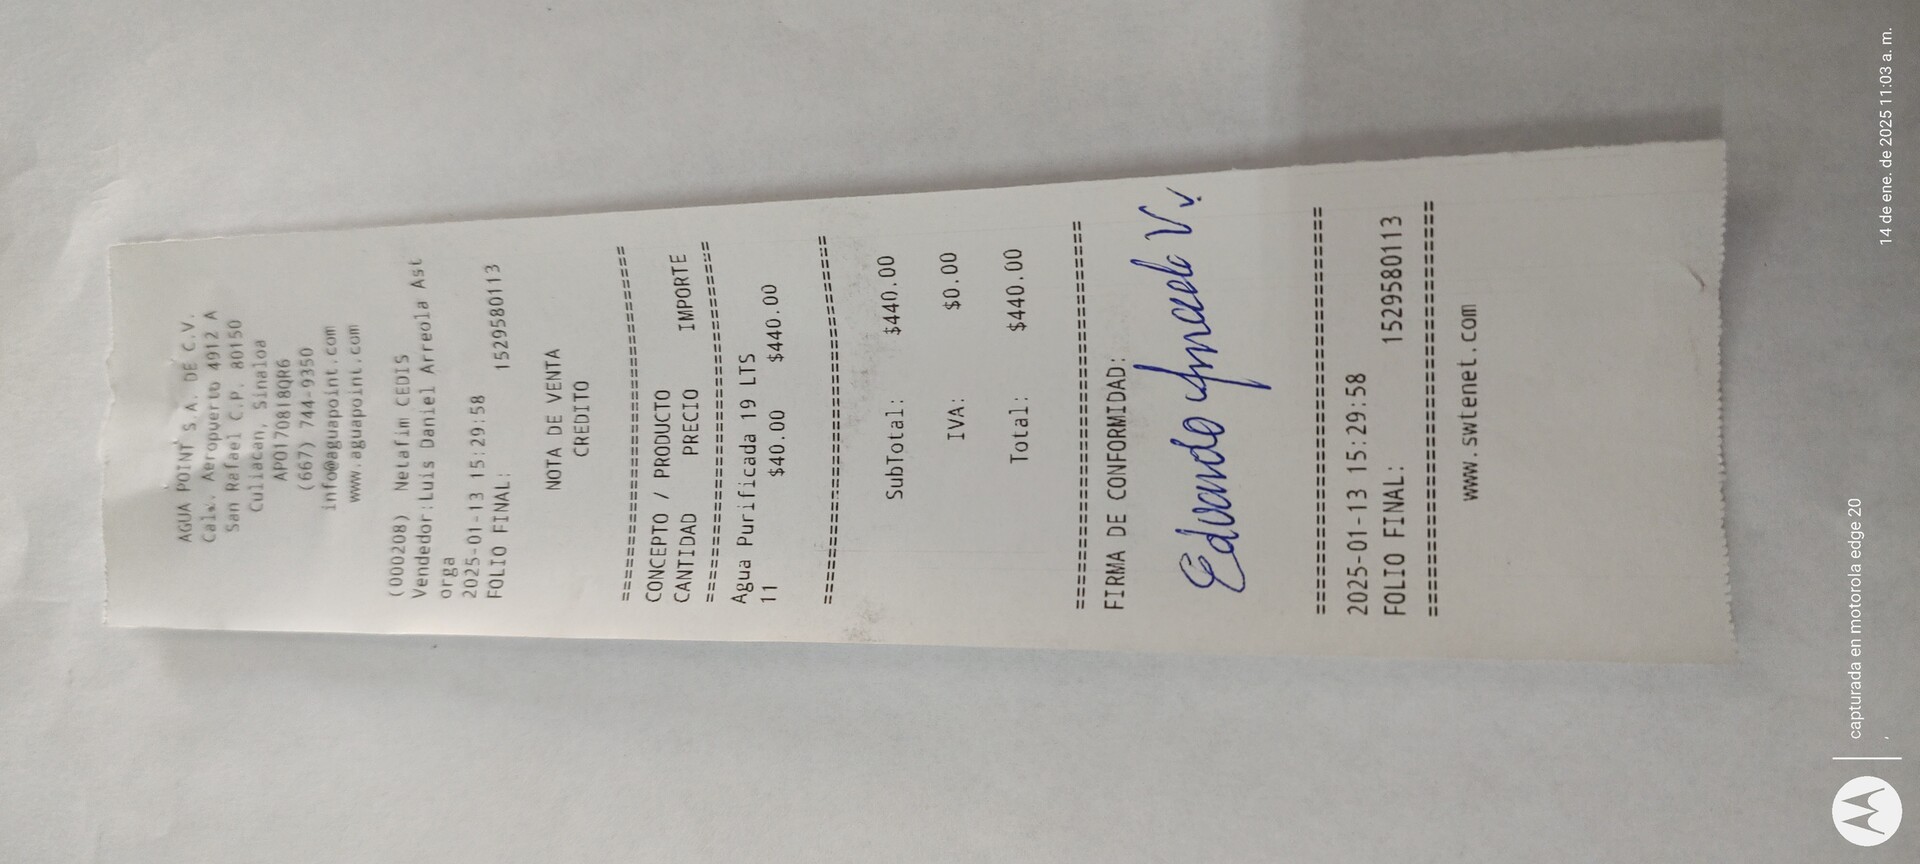 AGUA POINT S.A. DE C.V.
Calz. Aeropuerto 4912 A
San Rafael C.P. 80150
Culiacan, Sinaloa
APO170818QR6
(667) 744-9350
info@aguapoint.com
www.aguapoint.com
(000208) Netafim CEDIS
Vendedor:Luis Daniel Arreola Ast
orga
2025-01-13 15:29:58
FOLIO FINAL: 1529580113
NOTA DE VENTA
CREDITO
================================
CONCEPTO / PRODUCTO
CANTIDAD PRECIO IMPORTE
================================
Agua Purificada 19 LTS
11 $40.00 $440.00
================================
SubTotal: $440.00
IVA: $0.00
Total: $440.00
================================
FIRMA DE CONFORMIDAD:
Eduardo V.
================================
2025-01-13 15:29:58
FOLIO FINAL: 1529580113
================================
www.swtenet.com
capturada en motorola edge 20
14 de ene. de 2025 11:03 a. m.